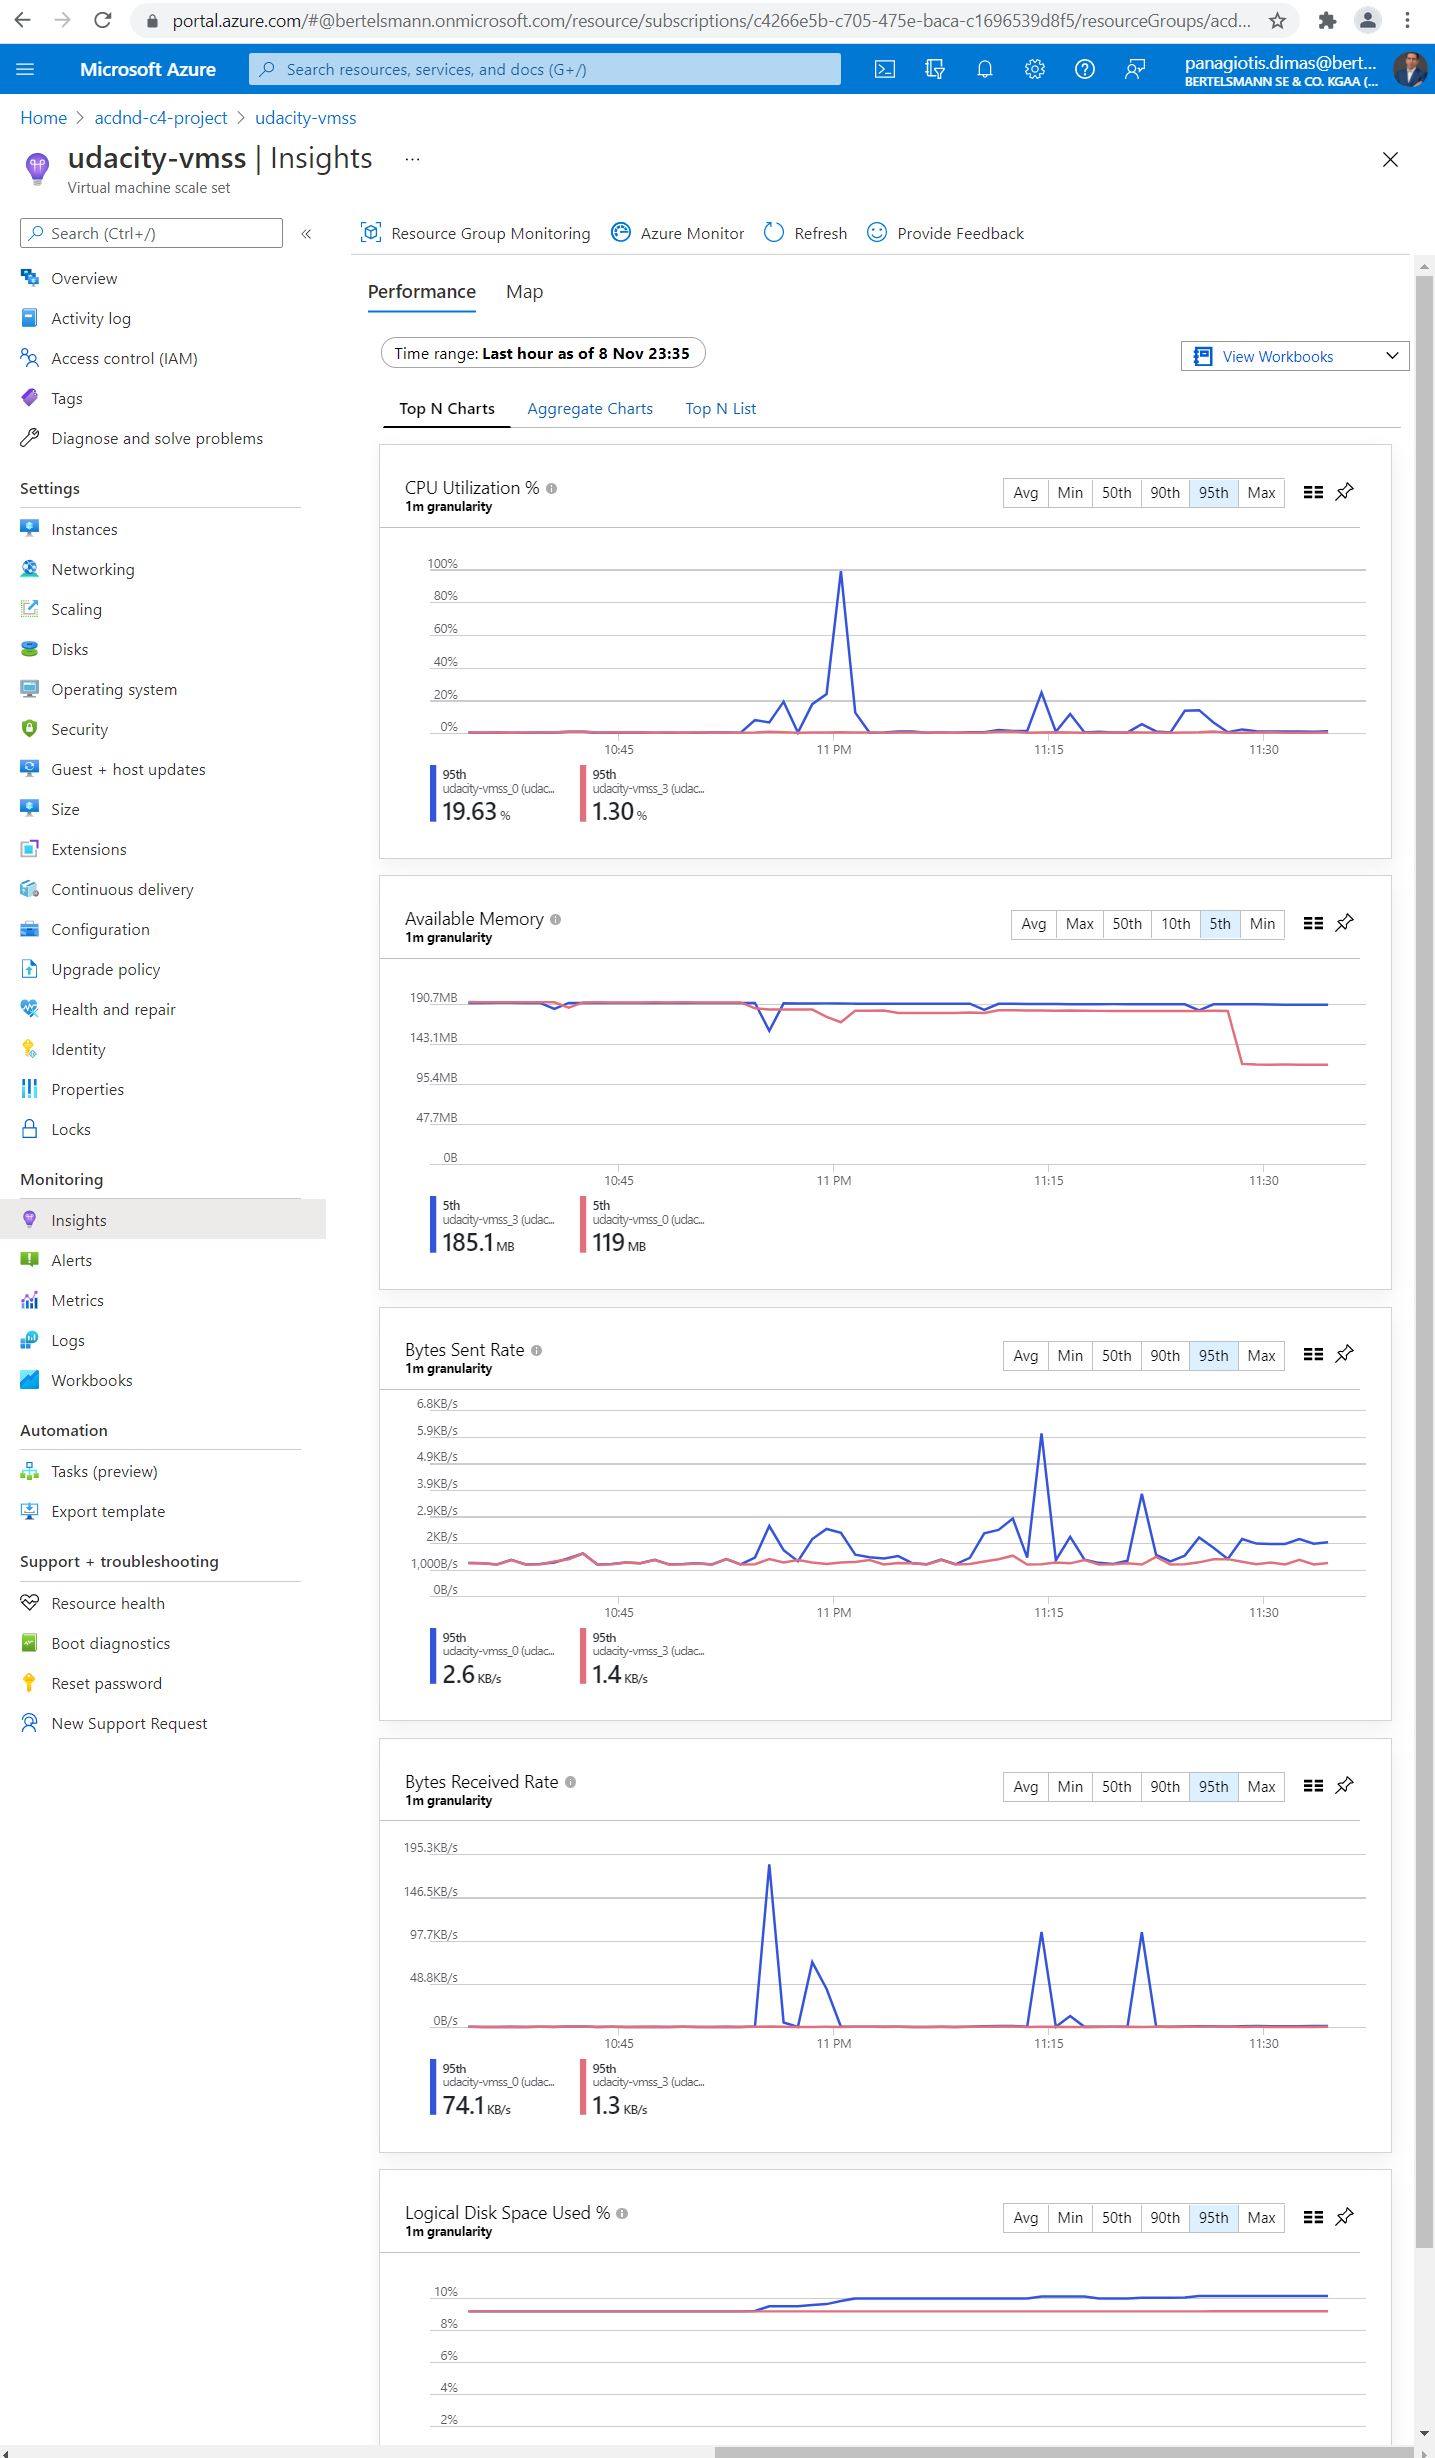 portal.azure.com/#@bertelsmann.onmicrosoft.com/resource/subscriptions/c4266e5b-c705-475e-baca-c1696539d8f5/resourceGroups/acd...
Microsoft Azure
Search resources, services, and docs (G+/)
panagiotis.dimas@bert...
BERTELSMANN SE & CO. KGAA (...
Home > acdnd-c4-project > udacity-vmss
udacity-vmss | Insights ...
Virtual machine scale set
Search (Ctrl+/)
«
Overview
Activity log
Access control (IAM)
Tags
Diagnose and solve problems
Settings
Instances
Networking
Scaling
Disks
Operating system
Security
Guest + host updates
Size
Extensions
Continuous delivery
Configuration
Upgrade policy
Health and repair
Identity
Properties
Locks
Monitoring
Insights
Alerts
Metrics
Logs
Workbooks
Automation
Tasks (preview)
Export template
Support + troubleshooting
Resource health
Boot diagnostics
Reset password
New Support Request
Resource Group Monitoring Azure Monitor Refresh Provide Feedback
Performance Map
Time range: Last hour as of 8 Nov 23:35
View Workbooks
Top N Charts Aggregate Charts Top N List
CPU Utilization %
1m granularity
Avg Min 50th 90th 95th Max
100%
80%
60%
40%
20%
0%
10:45 11 PM 11:15 11:30
95th
udacity-vmss_0 (udac...
19.63 %
95th
udacity-vmss_3 (udac...
1.30 %
Available Memory
1m granularity
Avg Max 50th 10th 5th Min
190.7MB
143.1MB
95.4MB
47.7MB
0B
10:45 11 PM 11:15 11:30
5th
udacity-vmss_3 (udac...
185.1 MB
5th
udacity-vmss_0 (udac...
119 MB
Bytes Sent Rate
1m granularity
Avg Min 50th 90th 95th Max
6.8KB/s
5.9KB/s
4.9KB/s
3.9KB/s
2.9KB/s
2KB/s
1,000B/s
0B/s
10:45 11 PM 11:15 11:30
95th
udacity-vmss_0 (udac...
2.6 KB/s
95th
udacity-vmss_3 (udac...
1.4 KB/s
Bytes Received Rate
1m granularity
Avg Min 50th 90th 95th Max
195.3KB/s
146.5KB/s
97.7KB/s
48.8KB/s
0B/s
10:45 11 PM 11:15 11:30
95th
udacity-vmss_0 (udac...
74.1 KB/s
95th
udacity-vmss_3 (udac...
1.3 KB/s
Logical Disk Space Used %
1m granularity
Avg Min 50th 90th 95th Max
10%
8%
6%
4%
2%